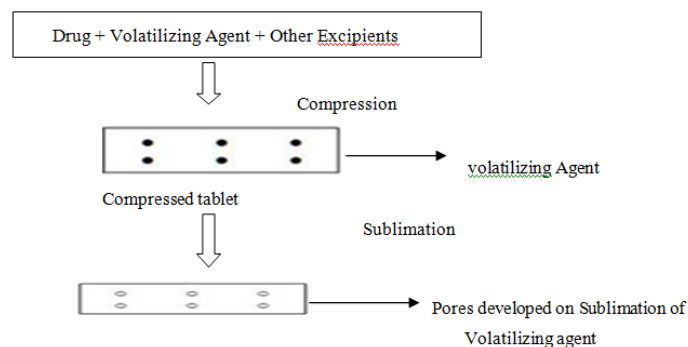 Drug + Volatilizing Agent + Other Excipients
Compression
volatilizing Agent
Compressed tablet
Sublimation
Pores developed on Sublimation of
Volatilizing agent